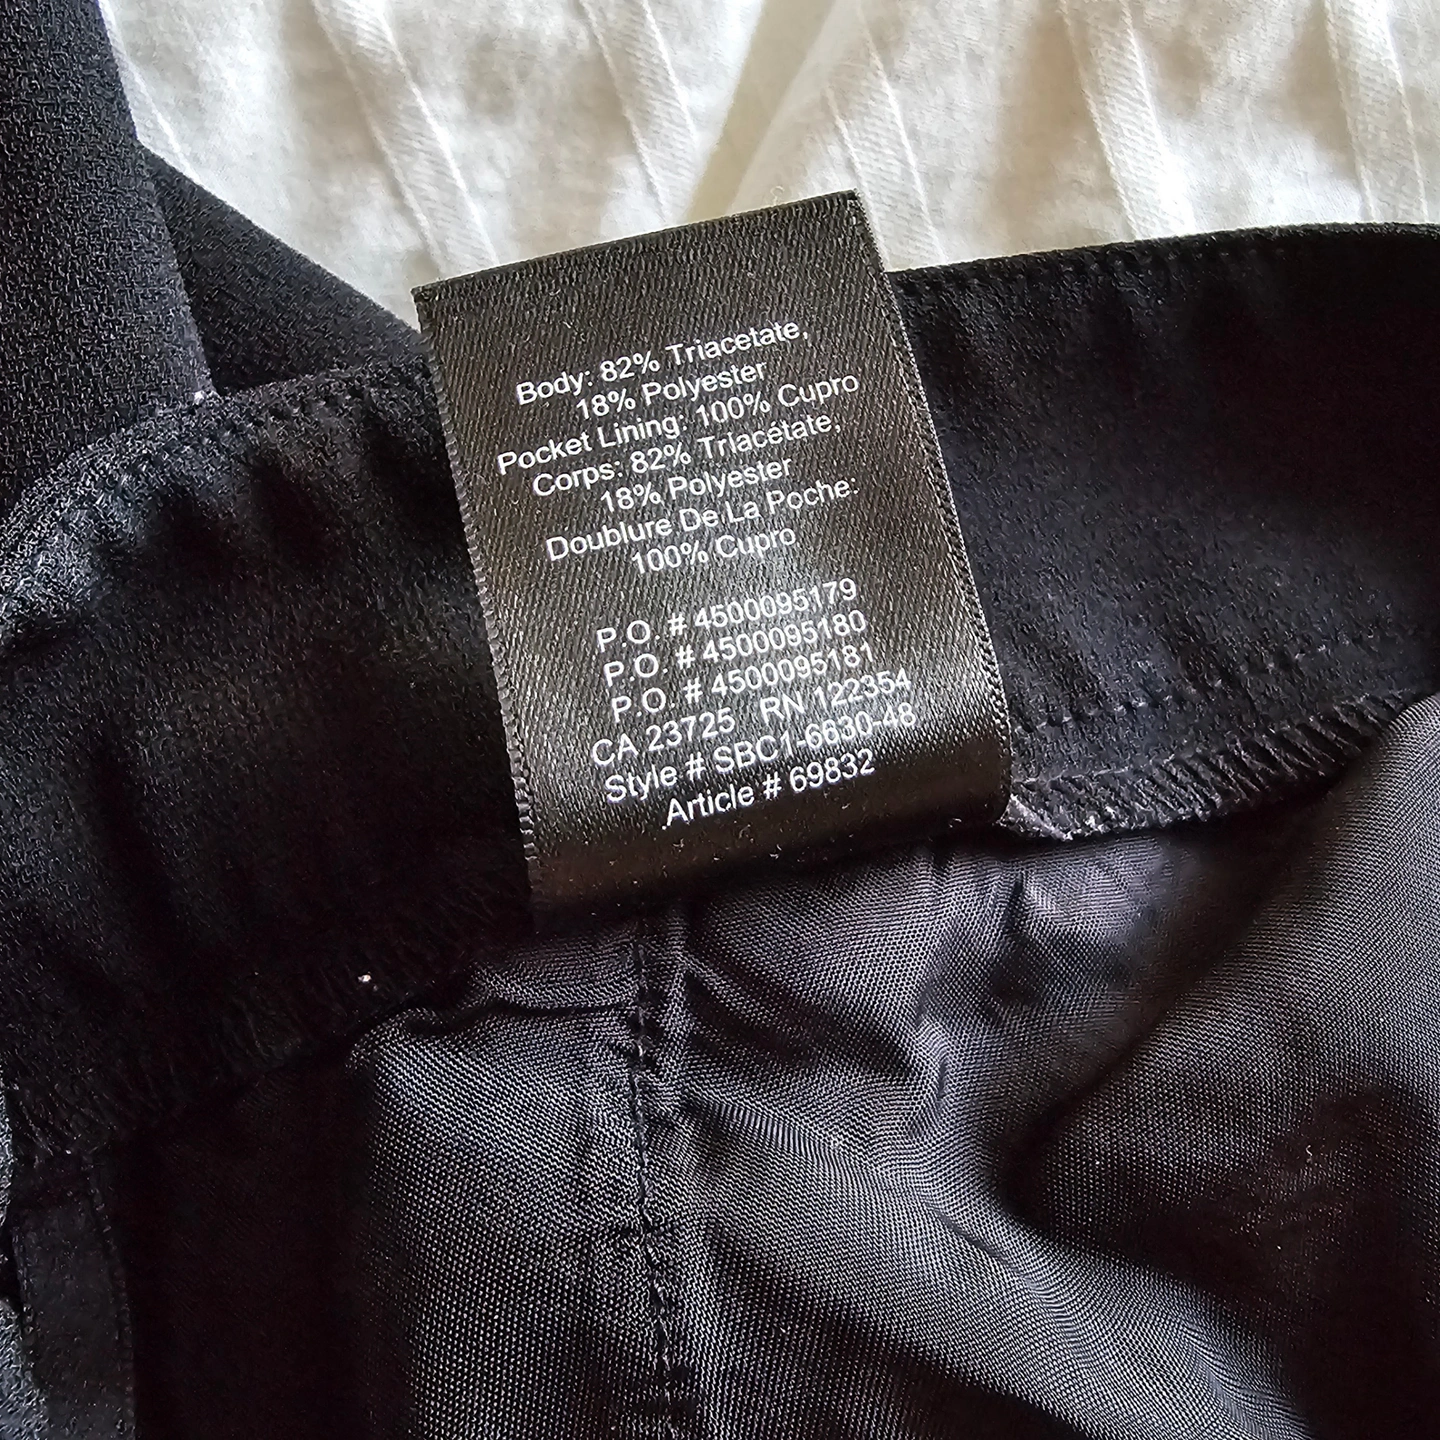 Body: 82% Triacetate,
18% Polyester
Pocket Lining: 100% Cupro
Corps: 82% Triacétate,
18% Polyester
Doublure De La Poche:
100% Cupro
P.O. # 4500095179
P.O. # 4500095180
P.O. # 4500095181
CA 23725 RN 122354
Style # SBC1-6630-48
Article # 69832